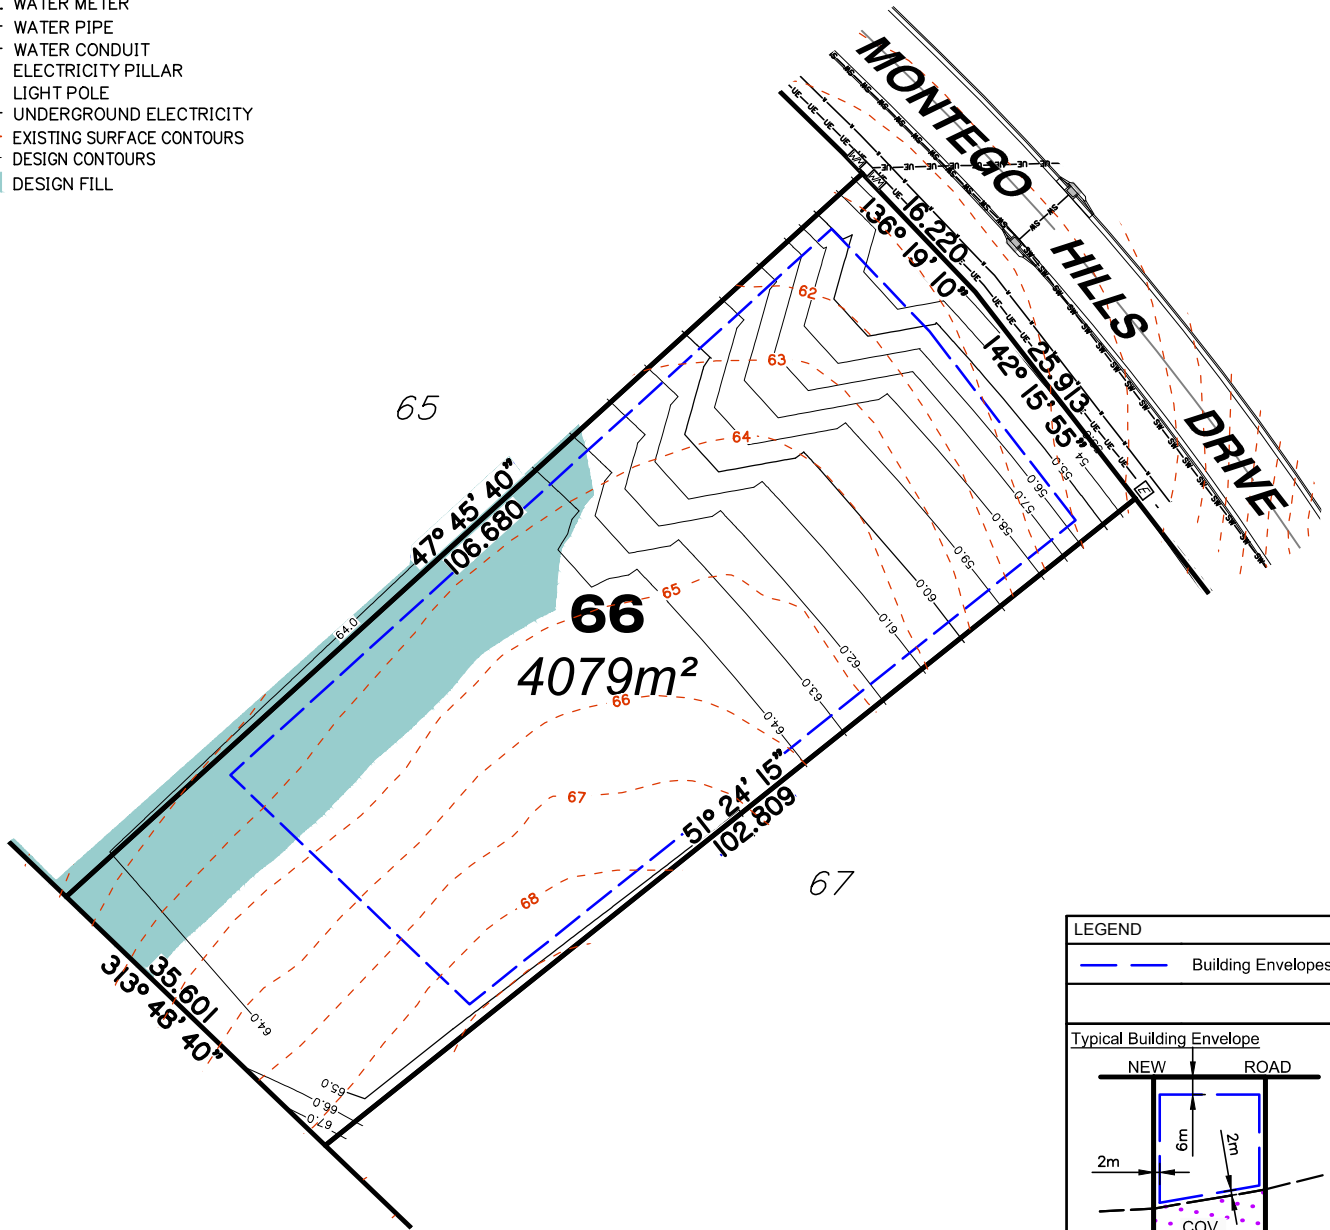 WATER METER
WATER PIPE
WATER CONDUIT
ELECTRICITY PILLAR
LIGHT POLE
UNDERGROUND ELECTRICITY
EXISTING SURFACE CONTOURS
DESIGN CONTOURS
DESIGN FILL
MONTEGO HILLS DRIVE
WM
WM
16.220
136° 19' 10"
25.913
142° 15' 55"
E
62
63
64
65
66
67
68
65
47° 45' 40"
106.680
66
4079m²
64.0
54
55.0
56.0
57.0
58.0
59.0
60.0
61.0
62.0
63.0
64.0
51° 24' 15"
102.809
67
35.601
313° 48' 40"
64.0
65.0
66.0
67.0
LEGEND
Building Envelopes
Typical Building Envelope
NEW ROAD
6m
2m
2m
COV